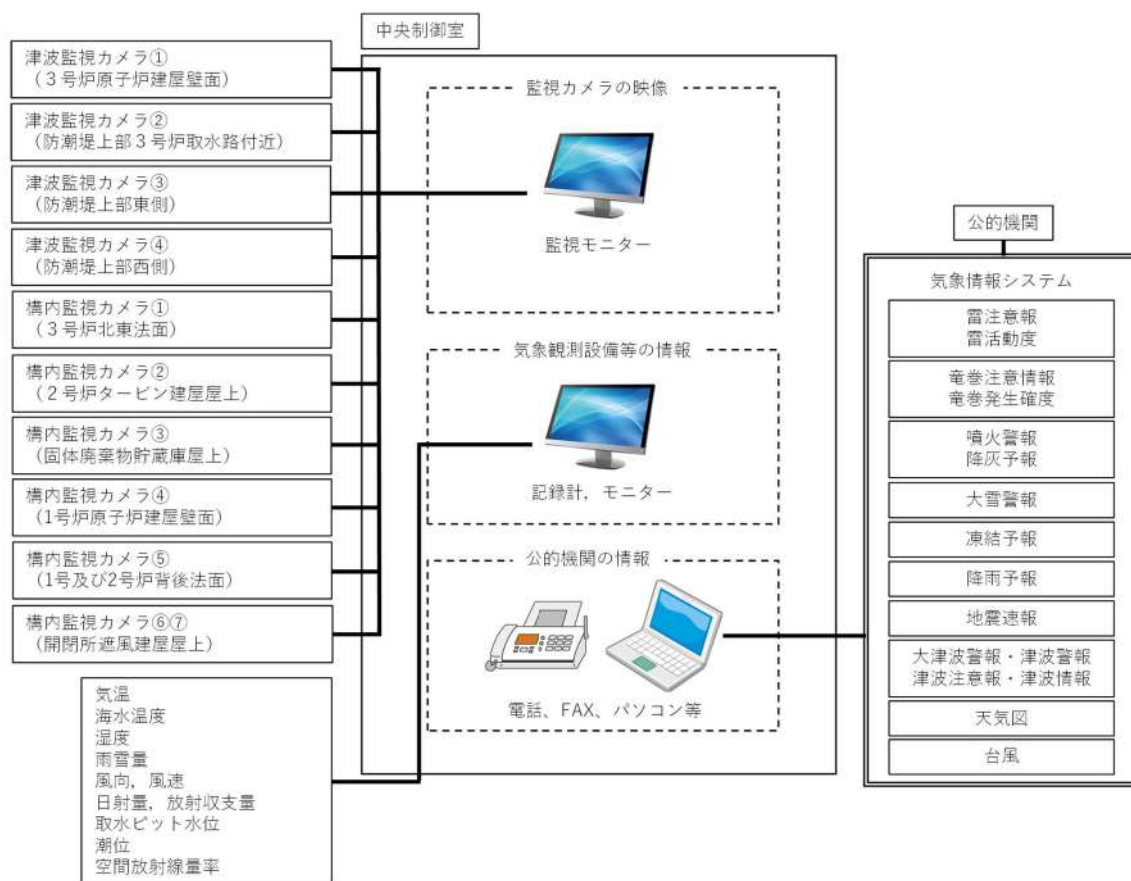 中央制御室
津波監視カメラ①
（３号炉原子炉建屋壁面）
津波監視カメラ②
（防潮堤上部３号炉取水路付近）
津波監視カメラ③
（防潮堤上部東側）
津波監視カメラ④
（防潮堤上部西側）
構内監視カメラ①
（３号炉北東法面）
構内監視カメラ②
（２号炉タービン建屋屋上）
構内監視カメラ③
（固体廃棄物貯蔵庫屋上）
構内監視カメラ④
（1号炉原子炉建屋壁面）
構内監視カメラ⑤
（1号及び2号炉背後法面）
構内監視カメラ⑥⑦
（開閉所遮風建屋屋上）
気温
海水温度
湿度
雨雪量
風向，風速
日射量，放射収支量
取水ピット水位
潮位
空間放射線量率
監視カメラの映像
監視モニター
気象観測設備等の情報
記録計，モニター
公的機関の情報
電話、FAX、パソコン等
公的機関
気象情報システム
雷注意報
雷活動度
竜巻注意情報
竜巻発生確度
噴火警報
降灰予報
大雪警報
凍結予報
降雨予報
地震速報
大津波警報・津波警報
津波注意報・津波情報
天気図
台風